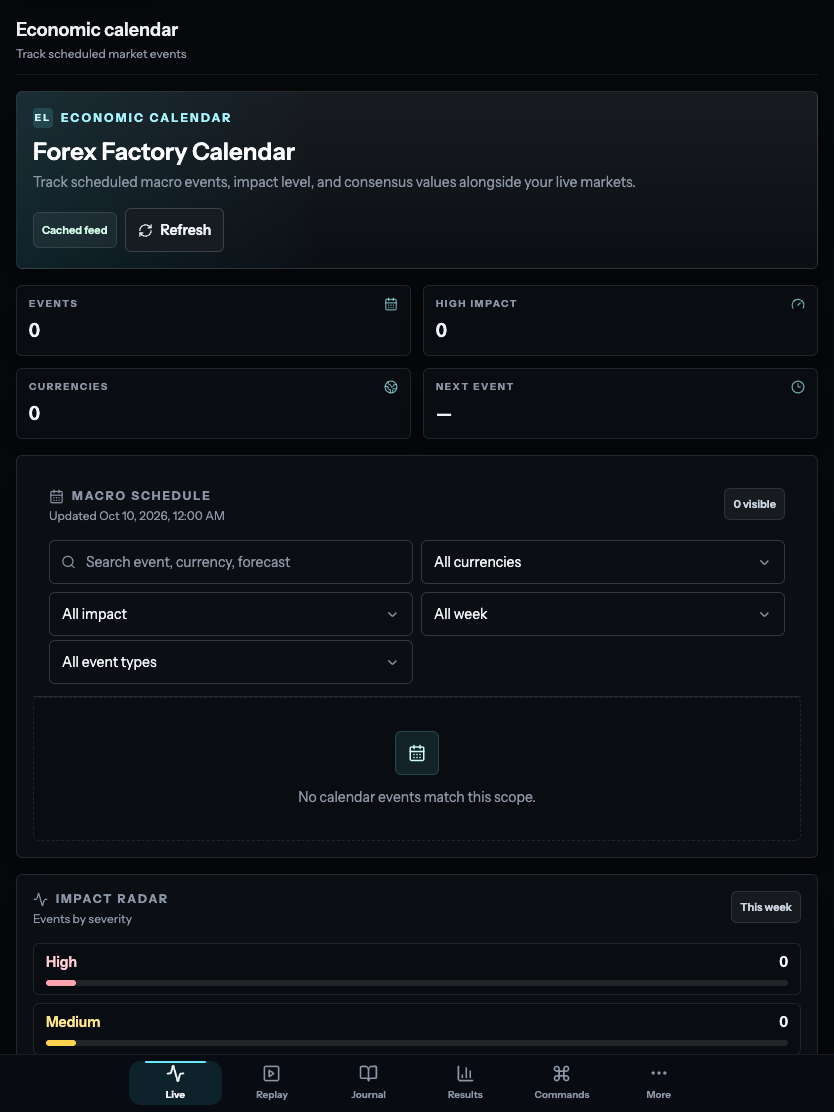 Economic calendar
Track scheduled market events
EL ECONOMIC CALENDAR
Forex Factory Calendar
Track scheduled macro events, impact level, and consensus values alongside your live markets.
Cached feed
Refresh
EVENTS
0
HIGH IMPACT
0
CURRENCIES
0
NEXT EVENT
—
MACRO SCHEDULE
Updated Oct 10, 2026, 12:00 AM
0 visible
Search event, currency, forecast
All currencies
All impact
All week
All event types
No calendar events match this scope.
IMPACT RADAR
Events by severity
This week
High 0
Medium 0
Live
Replay
Journal
Results
Commands
More